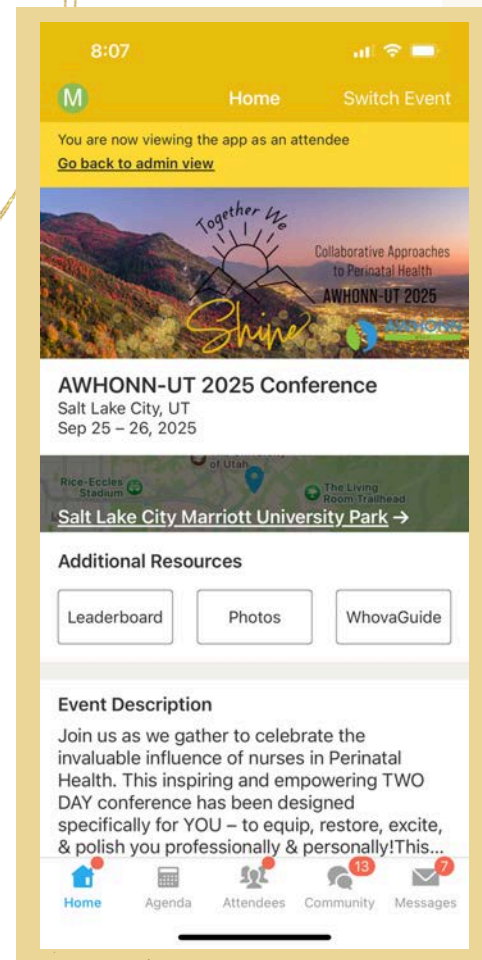 8:07
M
Home
Switch Event
You are now viewing the app as an attendee
Go back to admin view
Together We
Shine
Collaborative Approaches
to Perinatal Health
AWHONN-UT 2025
AWHONN
AWHONN-UT 2025 Conference
Salt Lake City, UT
Sep 25 – 26, 2025
of Utah
Rice-Eccles
Stadium
The Living
Room Trailhead
Salt Lake City Marriott University Park →
Additional Resources
Leaderboard
Photos
WhovaGuide
Event Description
Join us as we gather to celebrate the
invaluable influence of nurses in Perinatal
Health. This inspiring and empowering TWO
DAY conference has been designed
specifically for YOU – to equip, restore, excite,
& polish you professionally & personally!This...
13
7
Home
Agenda
Attendees
Community
Messages